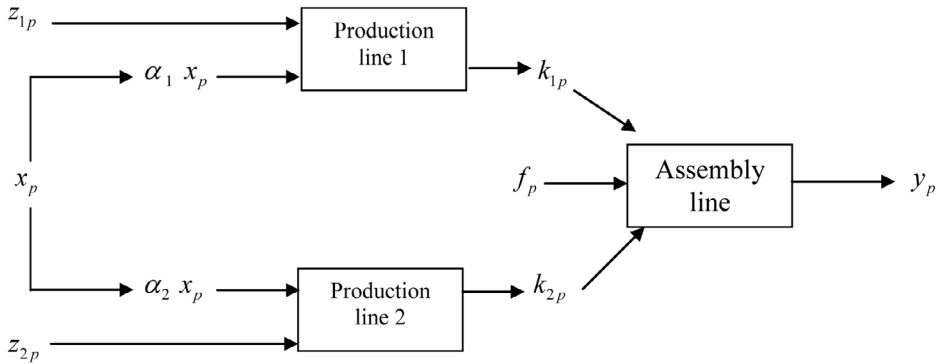 z₁ₚ
Production
line 1
α₁ xₚ
k₁ₚ
xₚ
fₚ
Assembly
line
yₚ
α₂ xₚ
Production
line 2
k₂ₚ
z₂ₚ